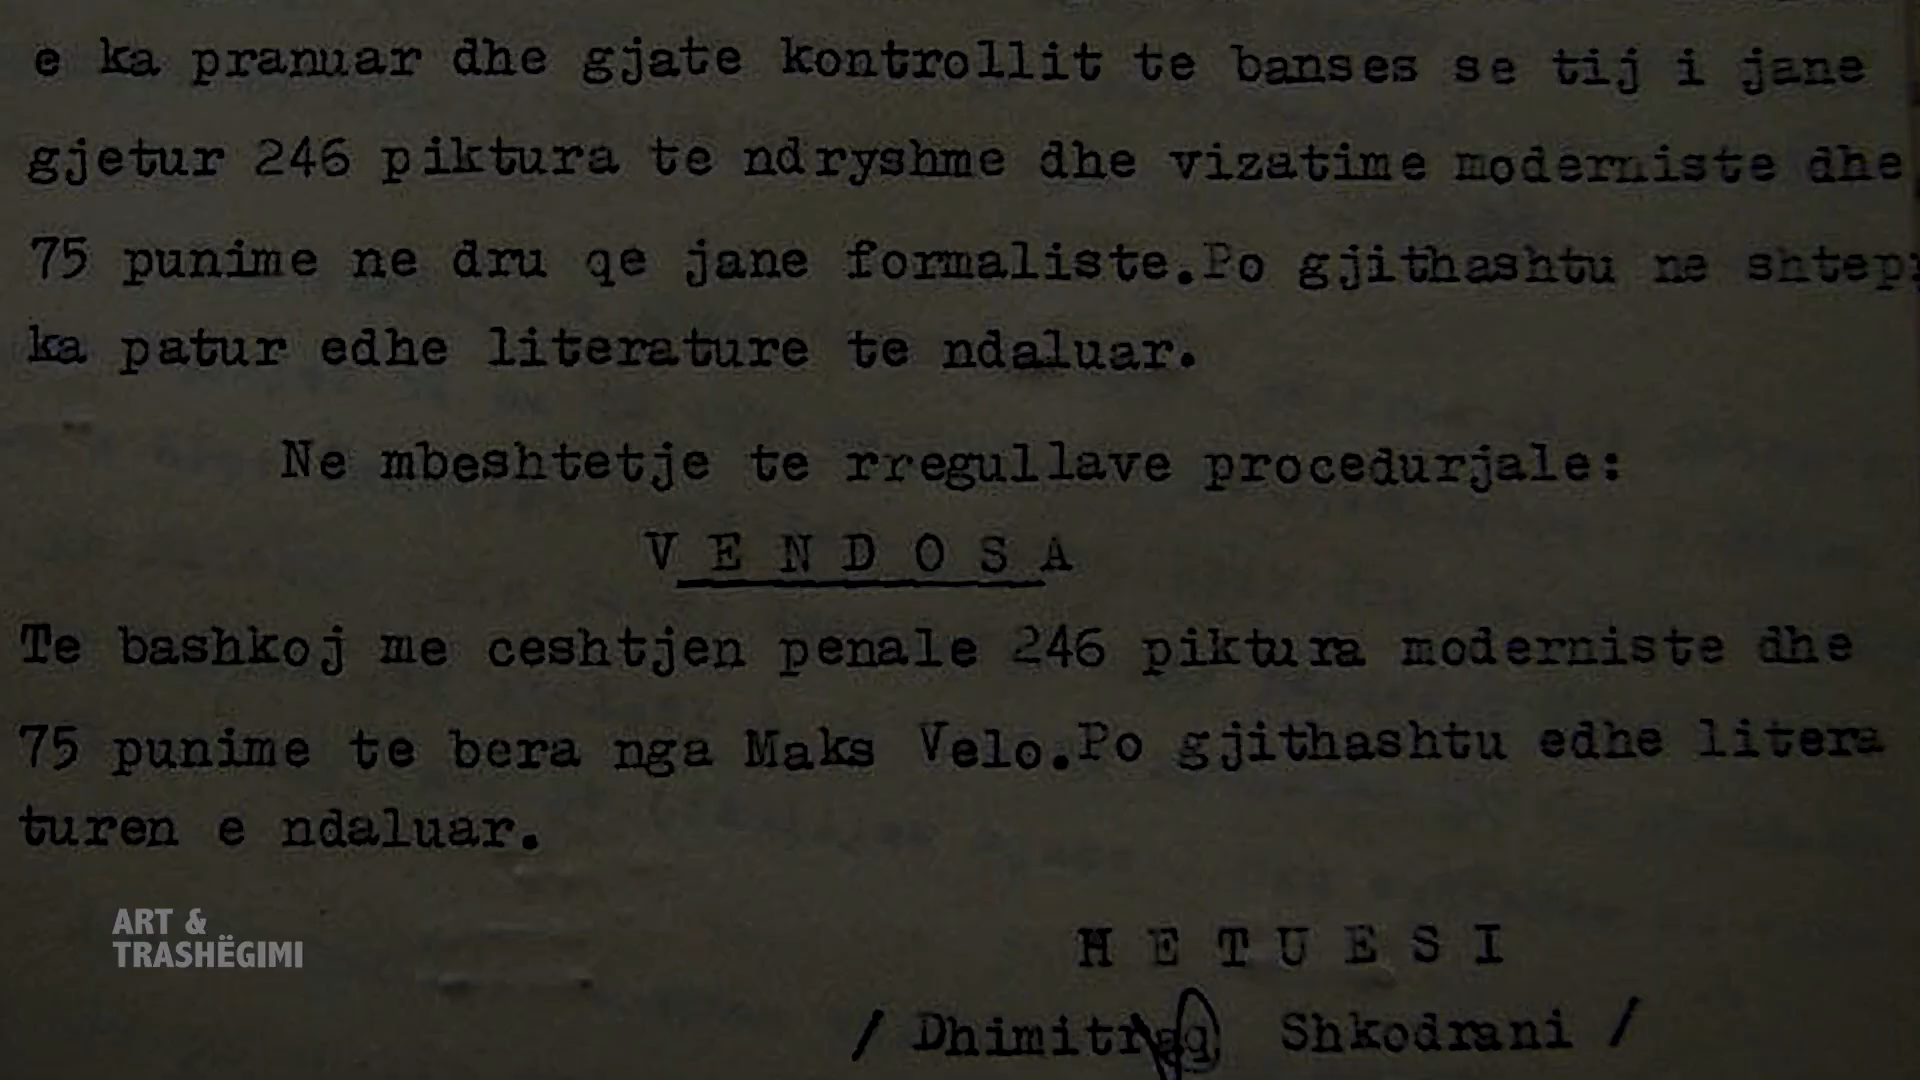 e ka pranuar dhe gjate kontrollit te banses se tij i jane
gjetur 246 piktura te ndryshme dhe vizatime moderniste dhe
75 punime ne dru qe jane formaliste.Po gjithashtu ne shtepi
ka patur edhe literature te ndaluar.
Ne mbeshtetje te rregullave procedurjale:
V E N D O S A
Te bashkoj me ceshtjen penale 246 piktura moderniste dhe
75 punime te bera nga Maks Velo.Po gjithashtu edhe litera
turen e ndaluar.
ART &
TRASHËGIMI
H E T U E S I
/ Dhimitraq Shkodrani /